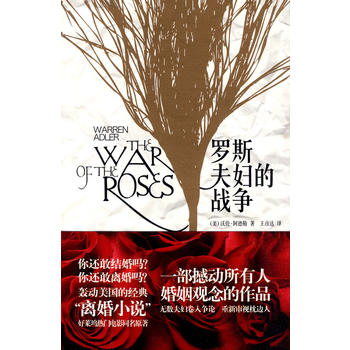 WARREN
ADLER
THE
WAR
OF THE
ROSES
罗斯
夫妇的
战争
(美)沃伦·阿德勒 著 王自达 译
你还敢结婚吗?
你还敢离婚吗?
轰动美国的经典
“离婚小说”
好莱坞热门电影同名原著
一部撼动所有人
婚姻观念的作品
无数夫妇卷入争论 重新审视枕边人